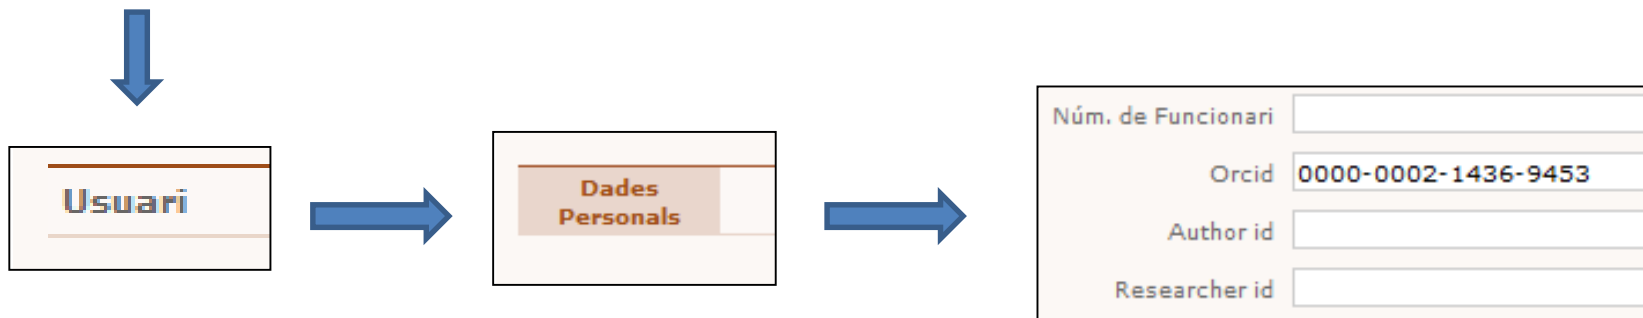 Usuari
Dades
Personals
Núm. de Funcionari
Orcid 0000-0002-1436-9453
Author id
Researcher id